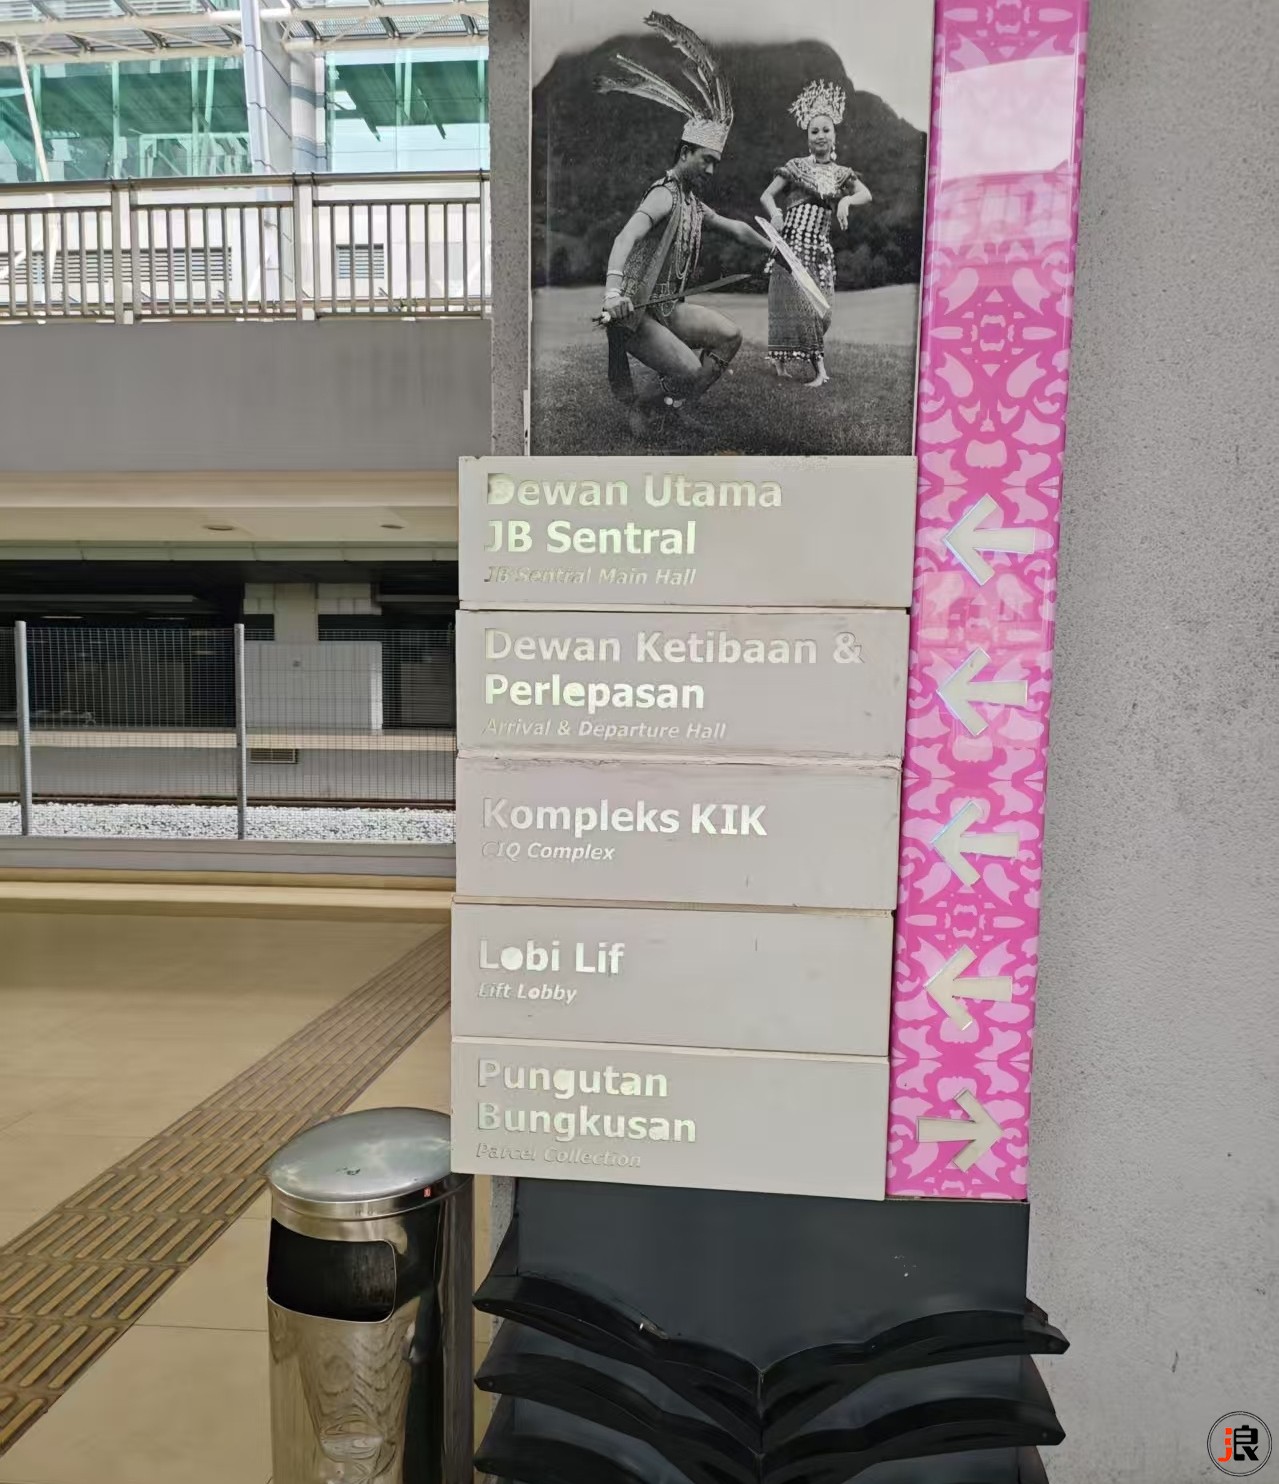 Dewan Utama
JB Sentral
JB Sentral Main Hall
Dewan Ketibaan &
Perlepasan
Arrival & Departure Hall
Kompleks KIK
CIQ Complex
Lobi Lif
Lift Lobby
Pungutan
Bungkusan
Parcel Collection
浪